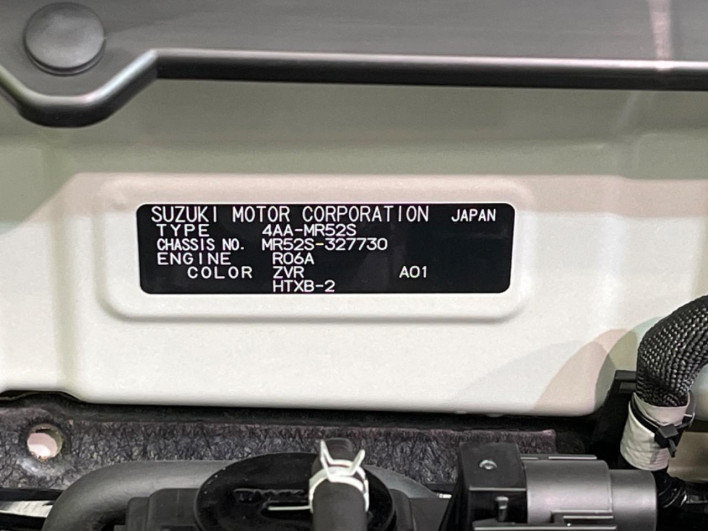 SUZUKI MOTOR CORPORATION JAPAN
TYPE 4AA-MR52S
CHASSIS NO. MR52S-327730
ENGINE R06A
COLOR ZVR A01
HTXB-2